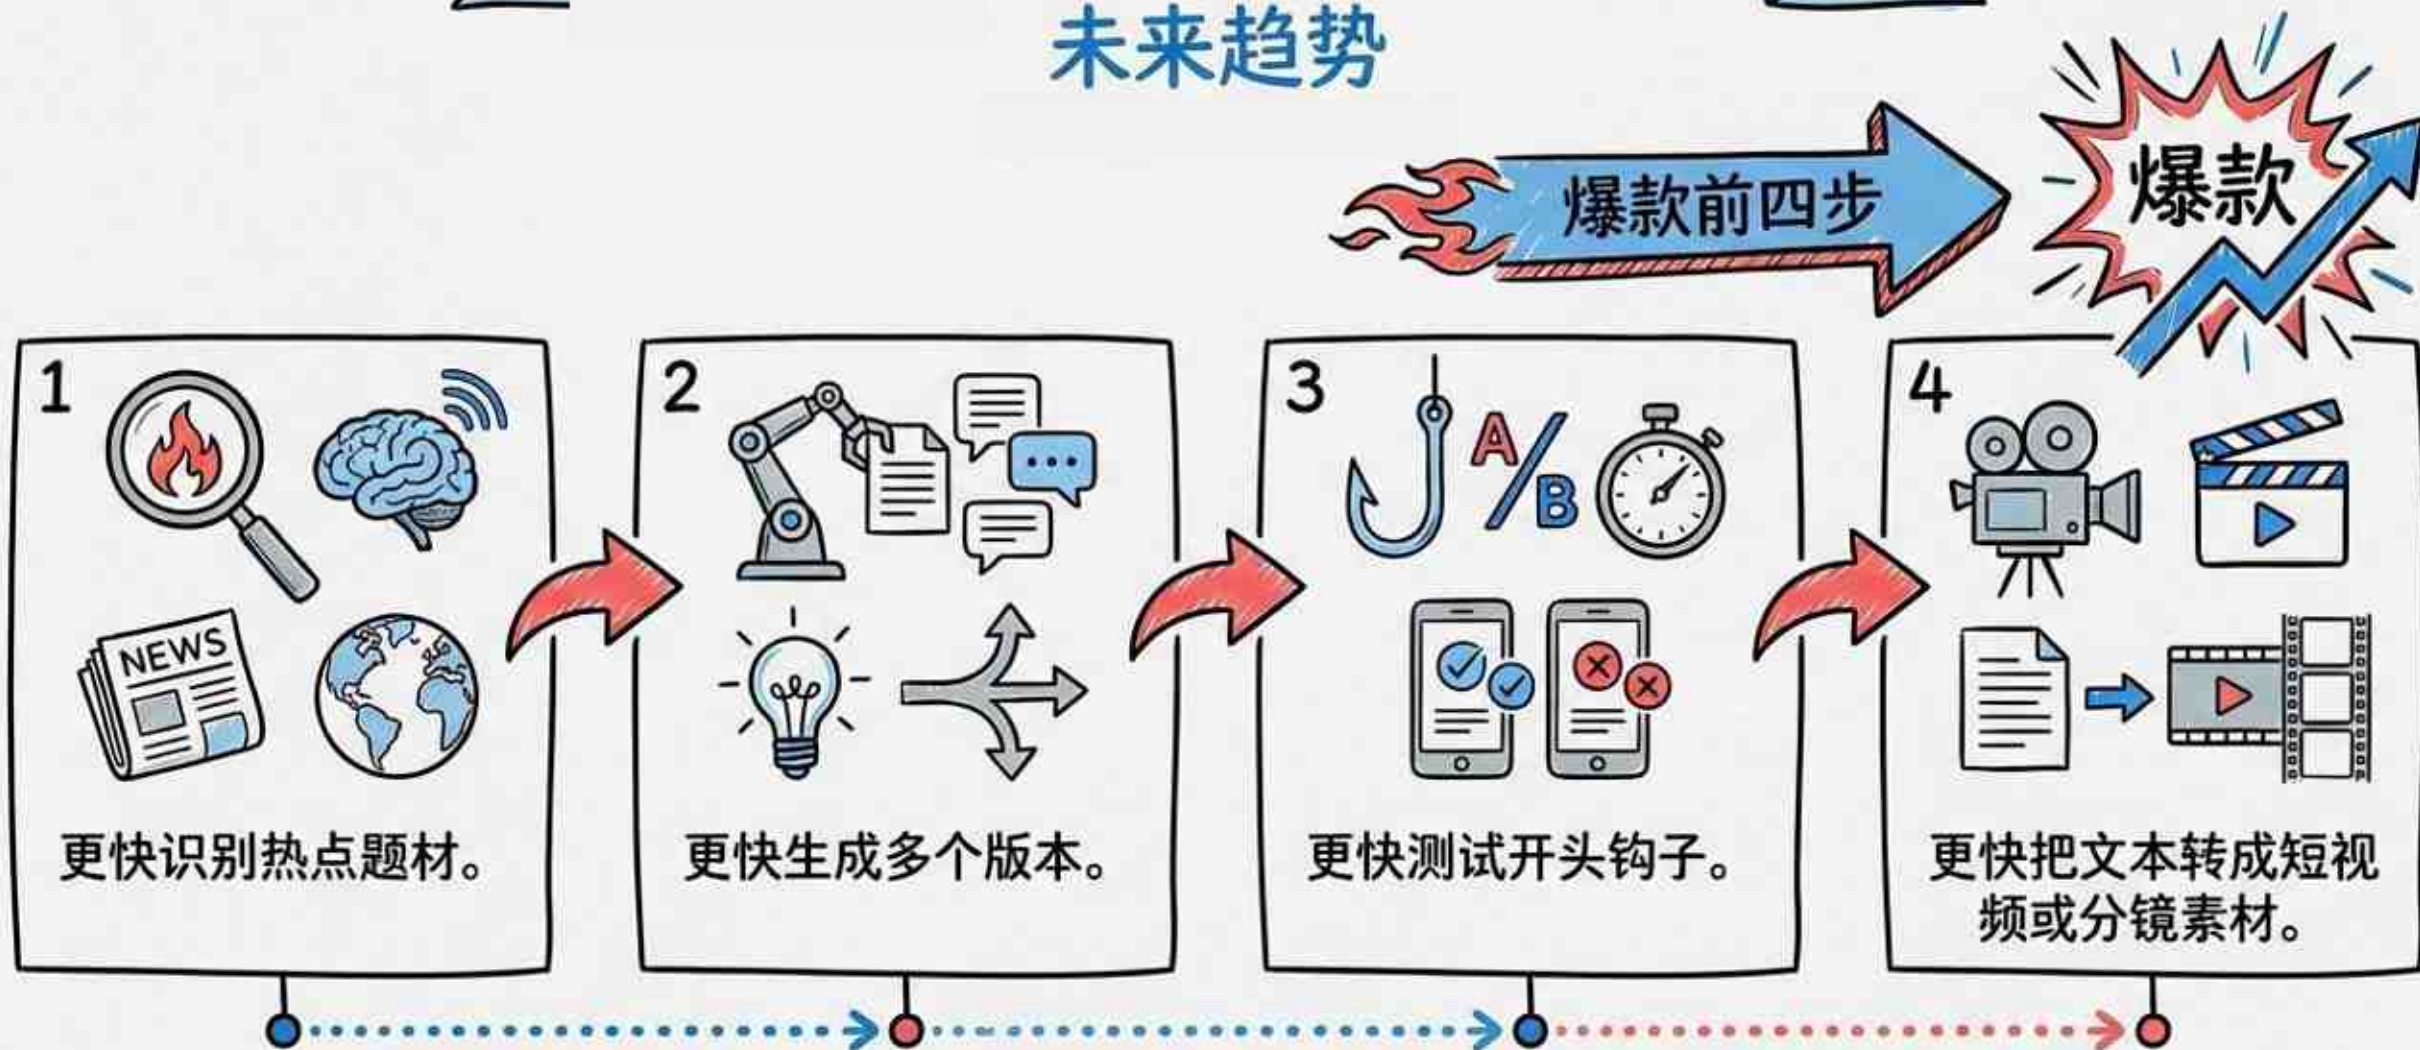 未来趋势
爆款前四步
爆款
1
NEWS
更快识别热点题材。
2
更快生成多个版本。
3
A/B
更快测试开头钩子。
4
更快把文本转成短视
频或分镜素材。